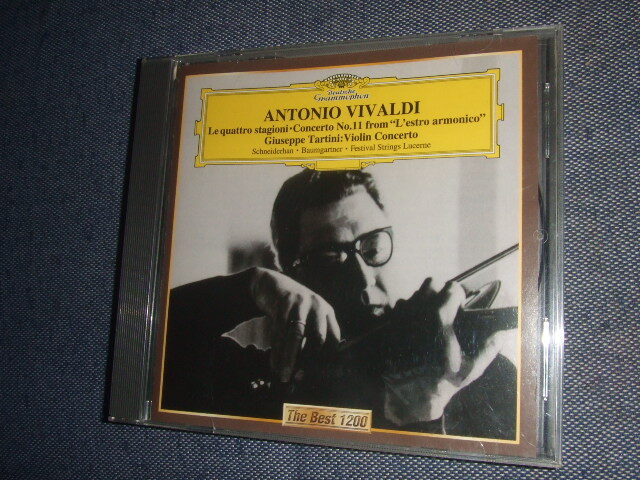 Deutsche
Grammophon
ANTONIO VIVALDI
Le quattro stagioni·Concerto No.11 from “L'estro armonico”
Giuseppe Tartini:Violin Concerto
Schneiderhan · Baumgartner · Festival Strings Lucerne
The Best 1200